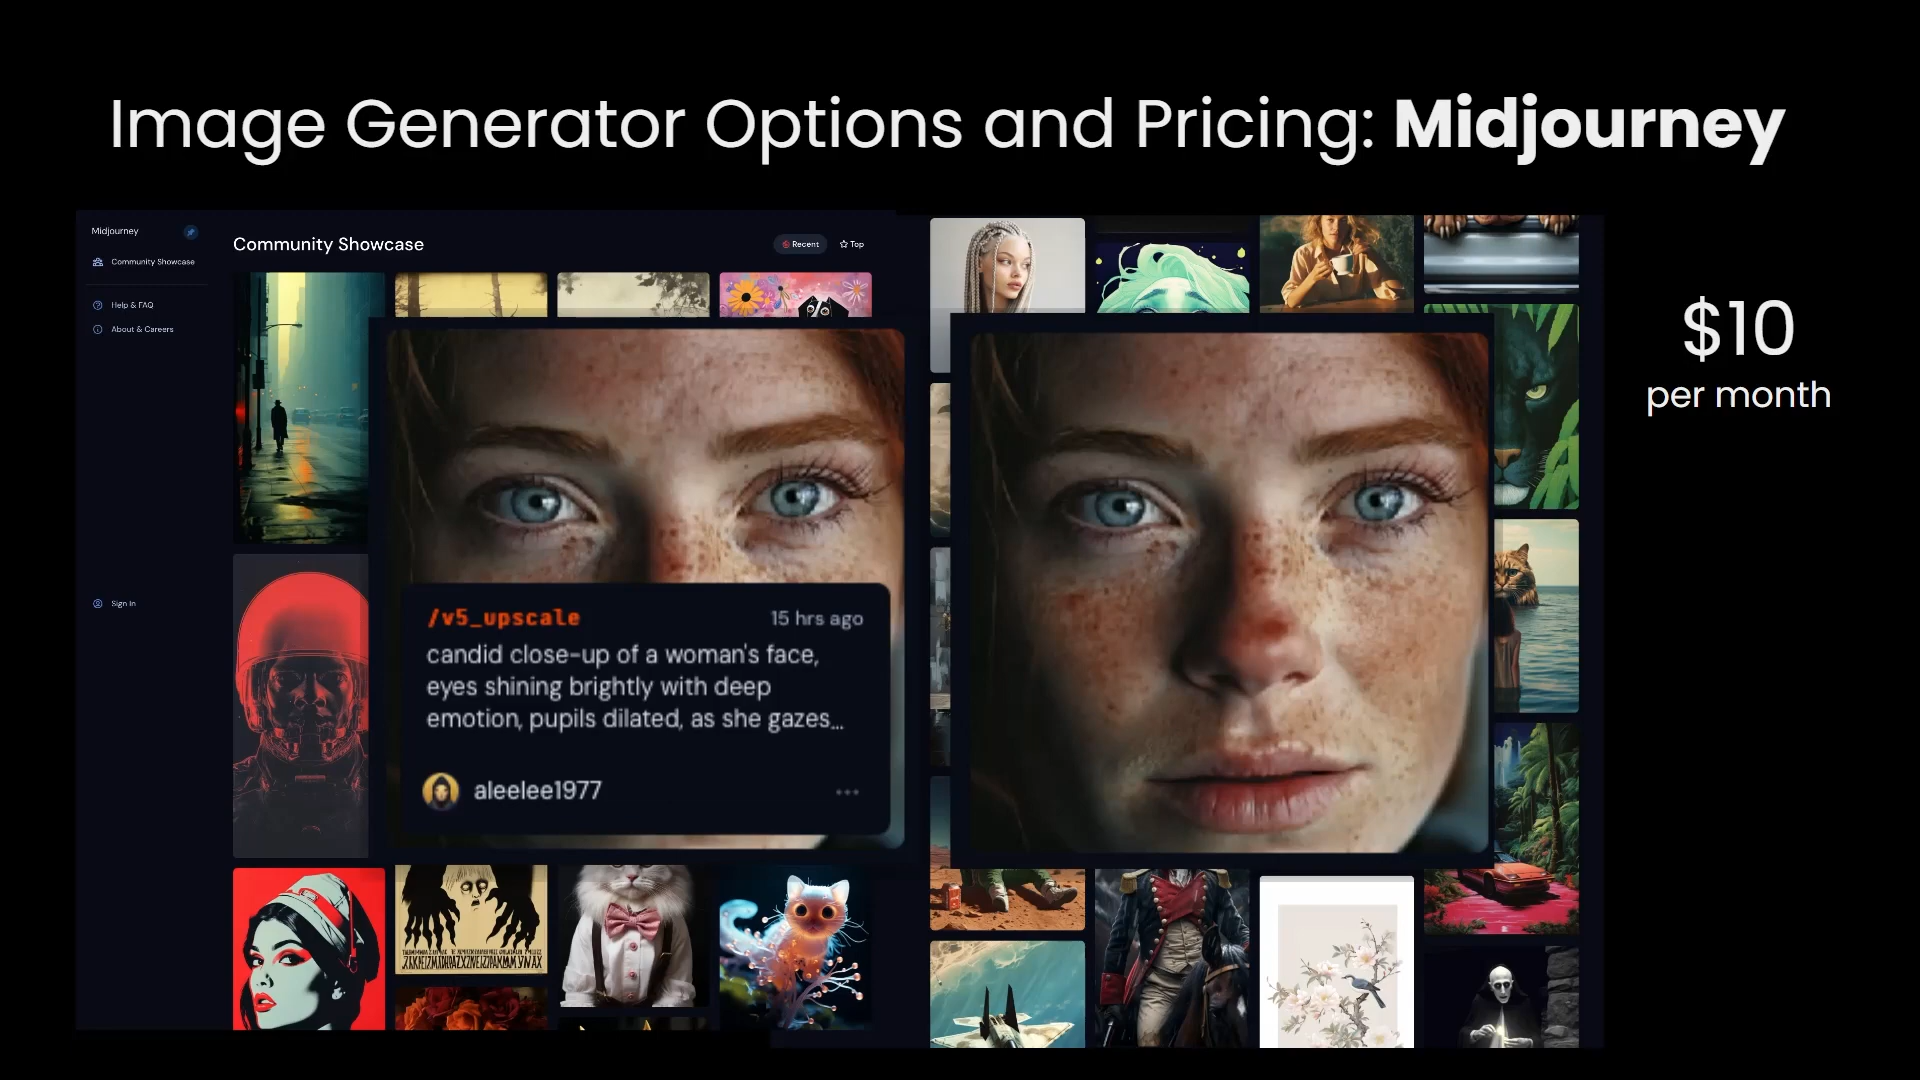 Image Generator Options and Pricing: Midjourney
Midjourney
Community Showcase
Help & FAQ
About & Careers
Sign In
Community Showcase
Recent
Top
/v5_upscale
15 hrs ago
candid close-up of a woman's face,
eyes shining brightly with deep
emotion, pupils dilated, as she gazes...
aleelee1977
$10
per month